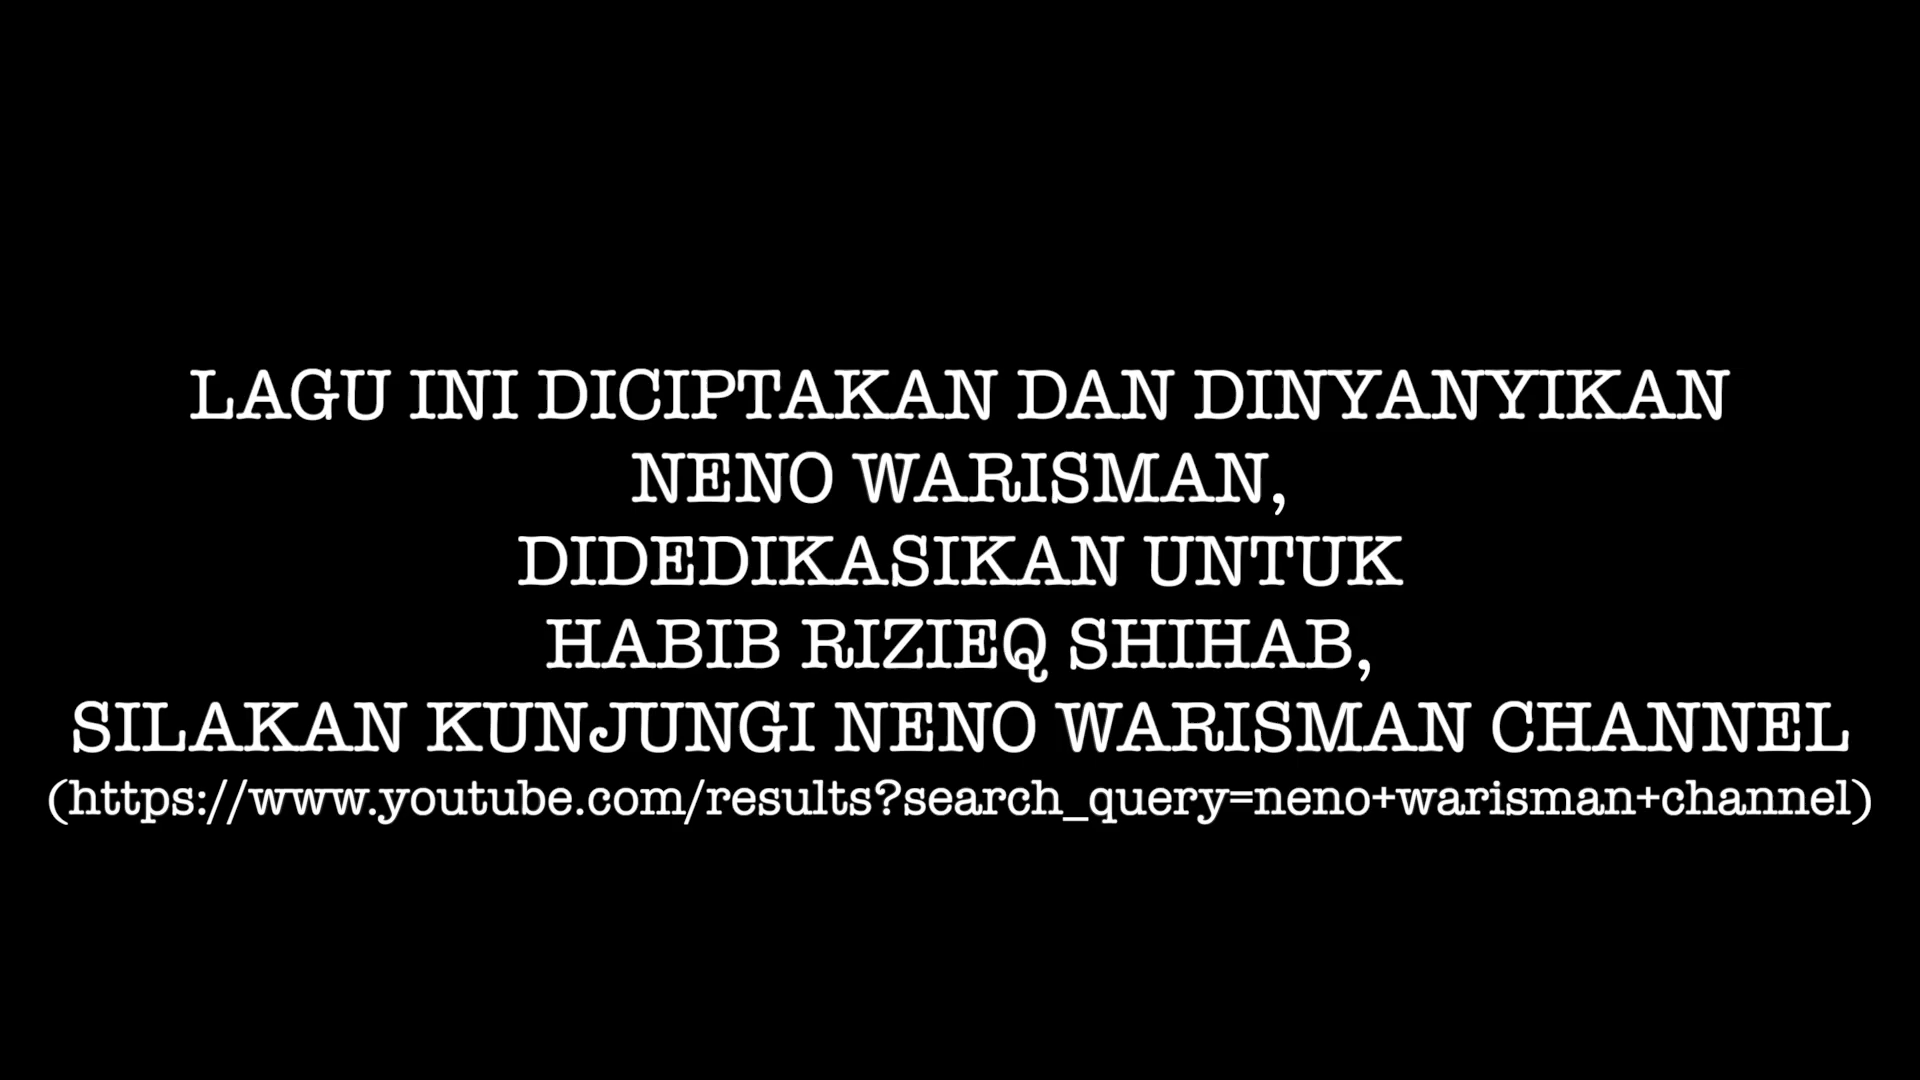 LAGU INI DICIPTAKAN DAN DINYANYIKAN
NENO WARISMAN,
DIDEDIKASIKAN UNTUK
HABIB RIZIEQ SHIHAB,
SILAKAN KUNJUNGI NENO WARISMAN CHANNEL
(https://www.youtube.com/results?search_query=neno+warisman+channel)